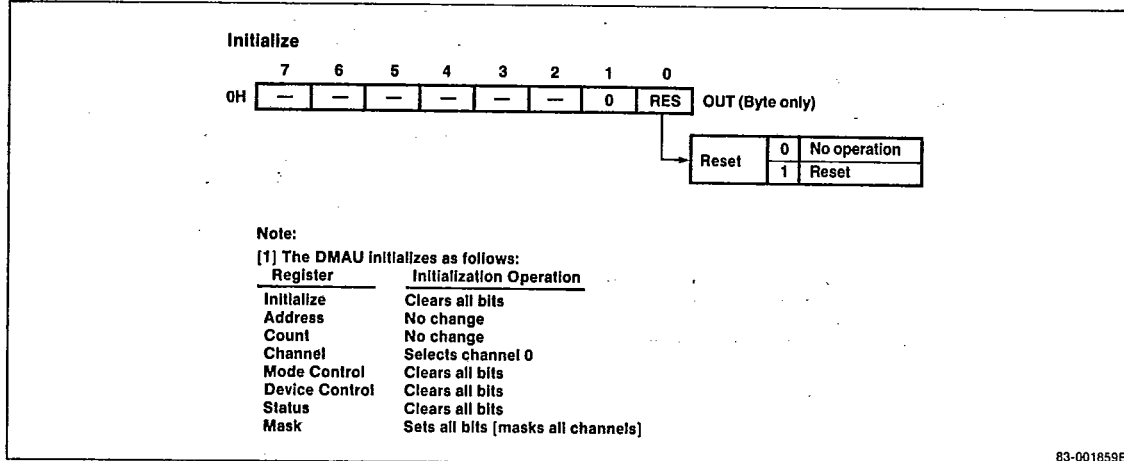 Initialize
7 6 5 4 3 2 1 0
0H — — — — — — 0 RES OUT (Byte only)
Reset 0 No operation
1 Reset
Note:
[1] The DMAU initializes as follows:
Register Initialization Operation
Initialize Clears all bits
Address No change
Count No change
Channel Selects channel 0
Mode Control Clears all bits
Device Control Clears all bits
Status Clears all bits
Mask Sets all bits [masks all channels]
83-001859B